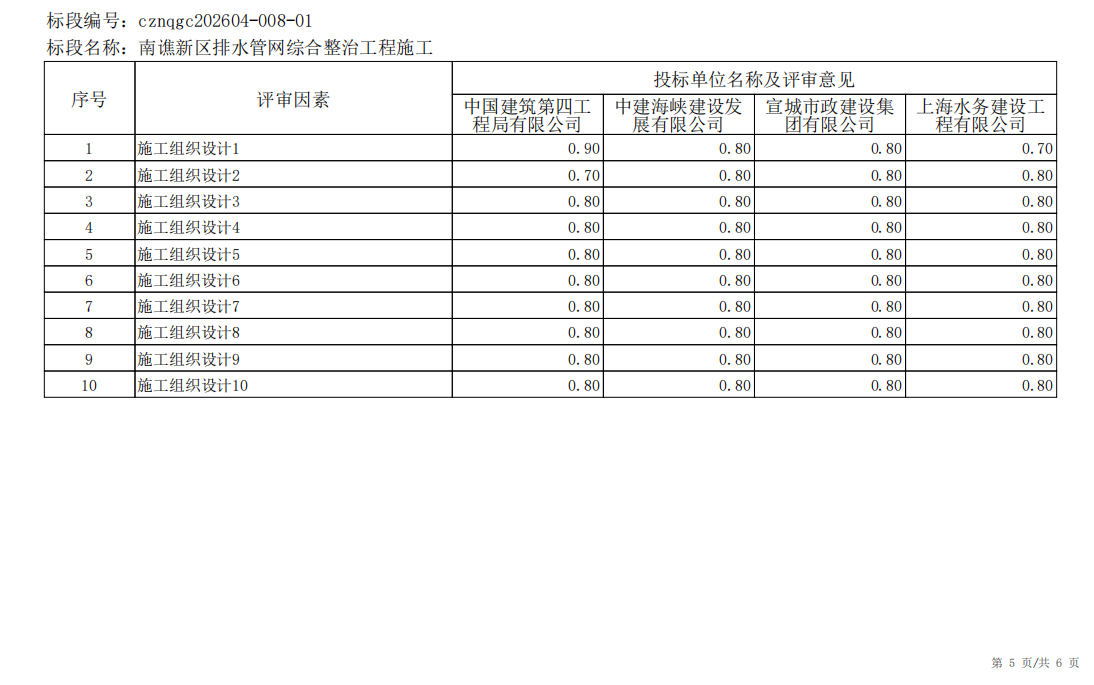 标段编号：cznqgc202604-008-01
标段名称：南谯新区排水管网综合整治工程施工
序号 评审因素 投标单位名称及评审意见
中国建筑第四工程局有限公司 中建海峡建设发展有限公司 宣城市政建设集团有限公司 上海水务建设工程有限公司
1 施工组织设计1 0.90 0.80 0.80 0.70
2 施工组织设计2 0.70 0.80 0.80 0.80
3 施工组织设计3 0.80 0.80 0.80 0.80
4 施工组织设计4 0.80 0.80 0.80 0.80
5 施工组织设计5 0.80 0.80 0.80 0.80
6 施工组织设计6 0.80 0.80 0.80 0.80
7 施工组织设计7 0.80 0.80 0.80 0.80
8 施工组织设计8 0.80 0.80 0.80 0.80
9 施工组织设计9 0.80 0.80 0.80 0.80
10 施工组织设计10 0.80 0.80 0.80 0.80
第 5 页/共 6 页